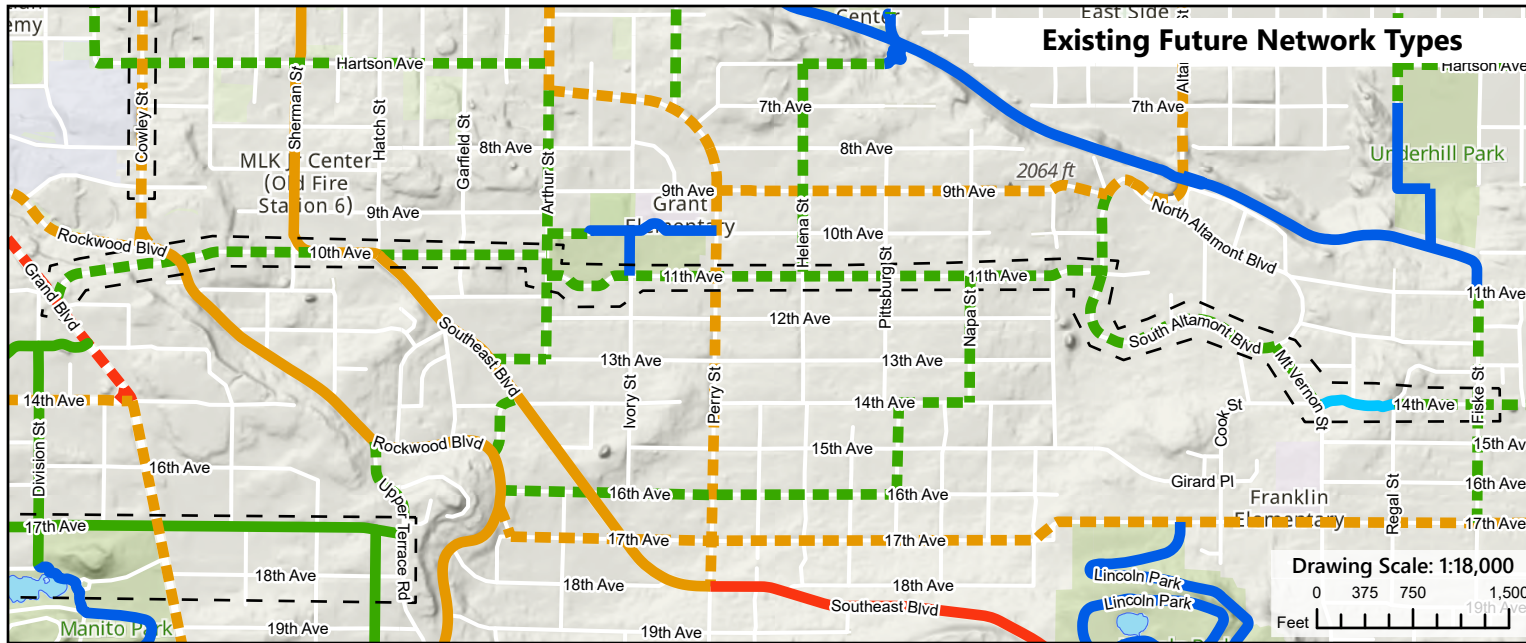 Center
East Side
emy
Existing Future Network Types
Hartson Ave
Hartson Ave
Cowley St
Sherman St
Hatch St
Garfield St
Arthur St
7th Ave
7th Ave
8th Ave
8th Ave
MLK Jr Center
(Old Fire
Station 6)
Underhill Park
2064 ft
9th Ave
9th Ave
9th Ave
Grant
Elementary
Helena St
North Altamont Blvd
Rockwood Blvd
10th Ave
10th Ave
Grand Blvd
11th Ave
11th Ave
11th Ave
Pittsburg St
Napa St
12th Ave
Southeast Blvd
South Altamont Blvd
Mt Vernon St
13th Ave
13th Ave
Ivory St
Perry St
Fiske St
14th Ave
14th Ave
14th Ave
Cook St
Division St
Rockwood Blvd
15th Ave
15th Av
16th Ave
16th Ave
16th Ave
16th Ave
Upper Terrace Rd
Girard Pl
Franklin
Elementary
Regal St
17th Ave
17th Ave
17th Ave
17th Ave
18th Ave
18th Ave
18th Ave
Lincoln Park
Lincoln Park
Southeast Blvd
Manito Park
19th Ave
19th Ave
19th Ave
Drawing Scale: 1:18,000
0 375 750 1,500
Feet